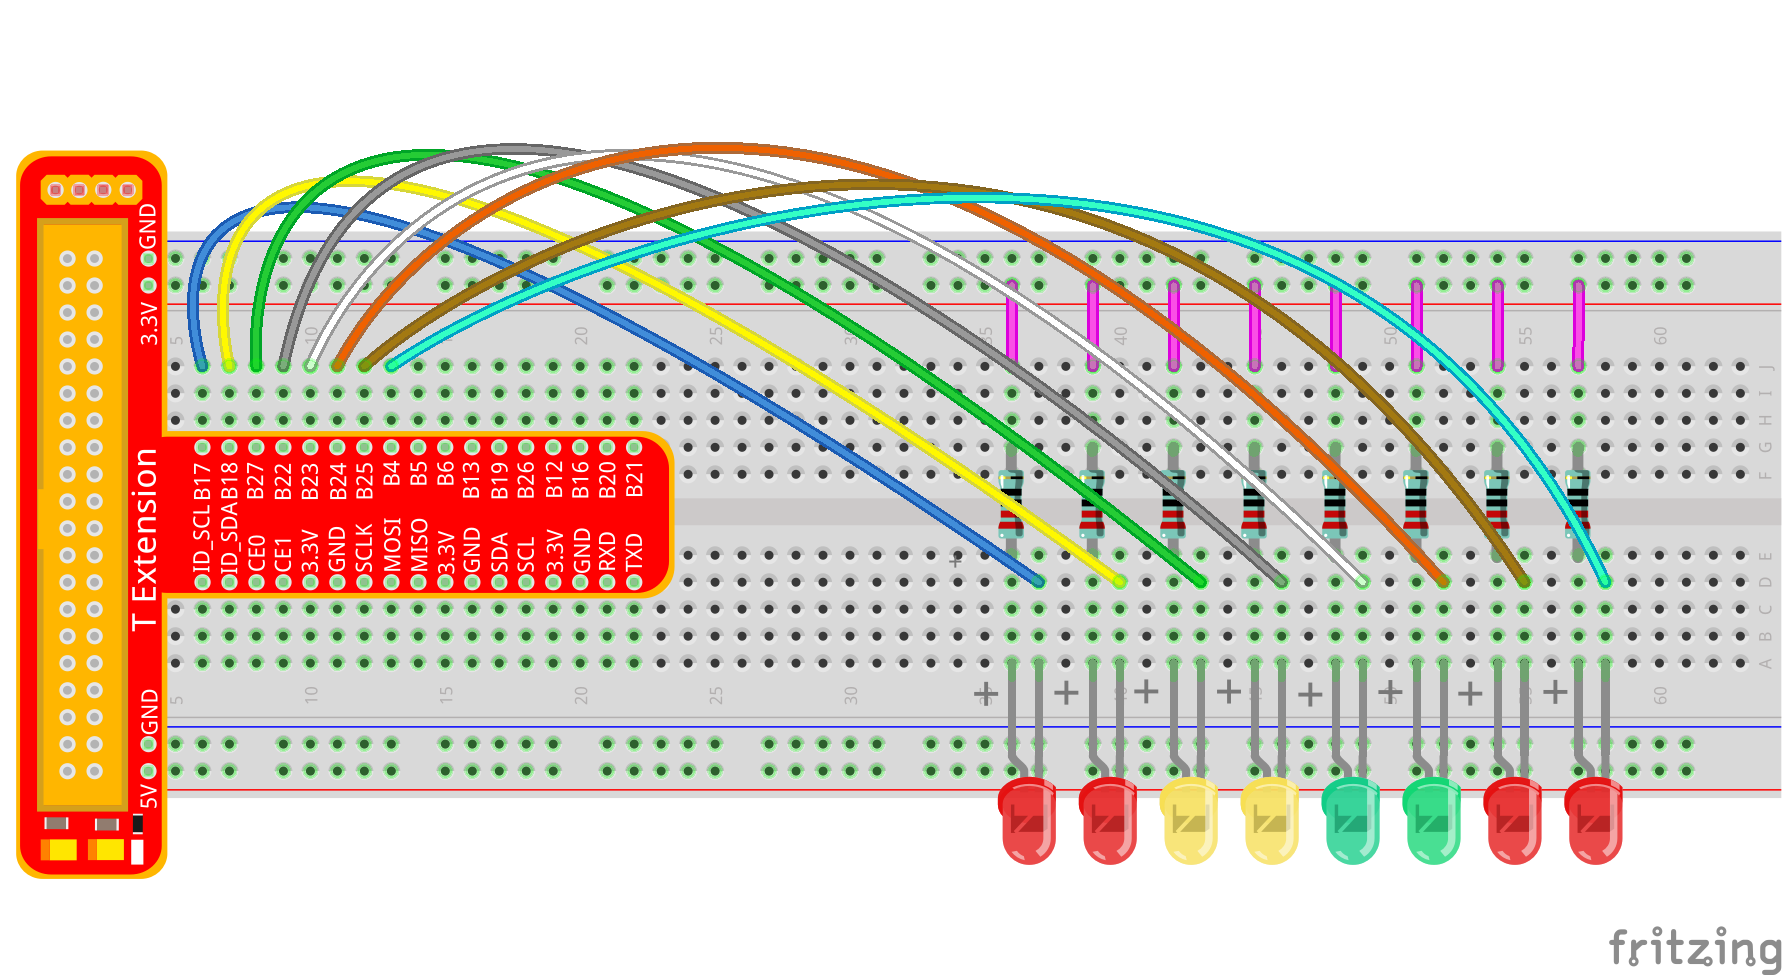 GND
3.3V
T Extension
GND
5V
B17
B18
B27
B22
B23
B24
B25
B4
B5
B6
B13
B19
B26
B12
B16
B20
B21
ID_SCL
ID_SDA
CE0
CE1
3.3V
GND
SCLK
MOSI
MISO
3.3V
GND
SDA
SCL
3.3V
GND
RXD
TXD
5
10
20
25
40
50
55
60
J
I
H
G
F
E
D
C
B
A
5
10
15
20
25
30
60
+
+
+
+
+
+
+
+
+
fritzing